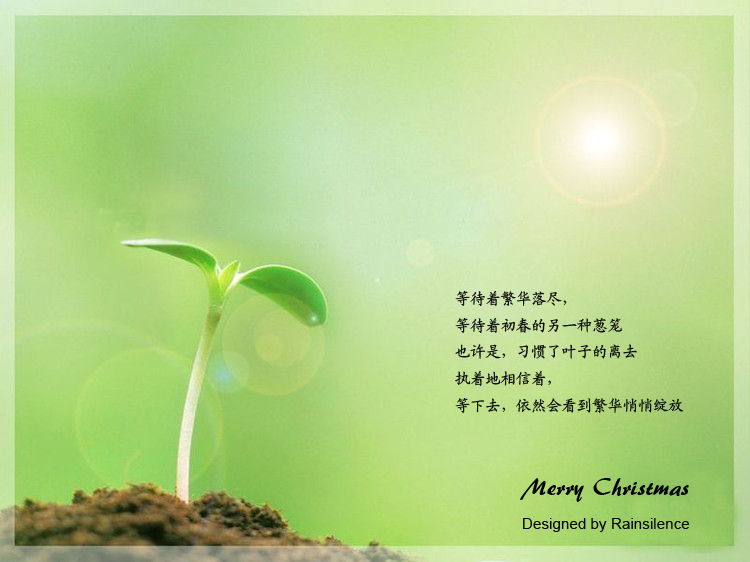 等待着繁华落尽，
等待着初春的另一种葱笼
也许是，习惯了叶子的离去
执着地相信着，
等下去，依然会看到繁华悄悄绽放
Merry Christmas
Designed by Rainsilence